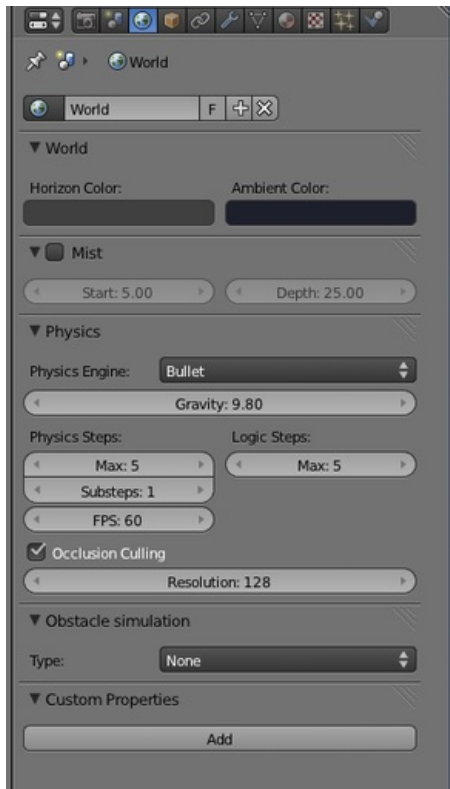 World
World F
World
Horizon Color: Ambient Color:
Mist
Start: 5.00 Depth: 25.00
Physics
Physics Engine: Bullet
Gravity: 9.80
Physics Steps: Logic Steps:
Max: 5 Max: 5
Substeps: 1
FPS: 60
Occlusion Culling
Resolution: 128
Obstacle simulation
Type: None
Custom Properties
Add